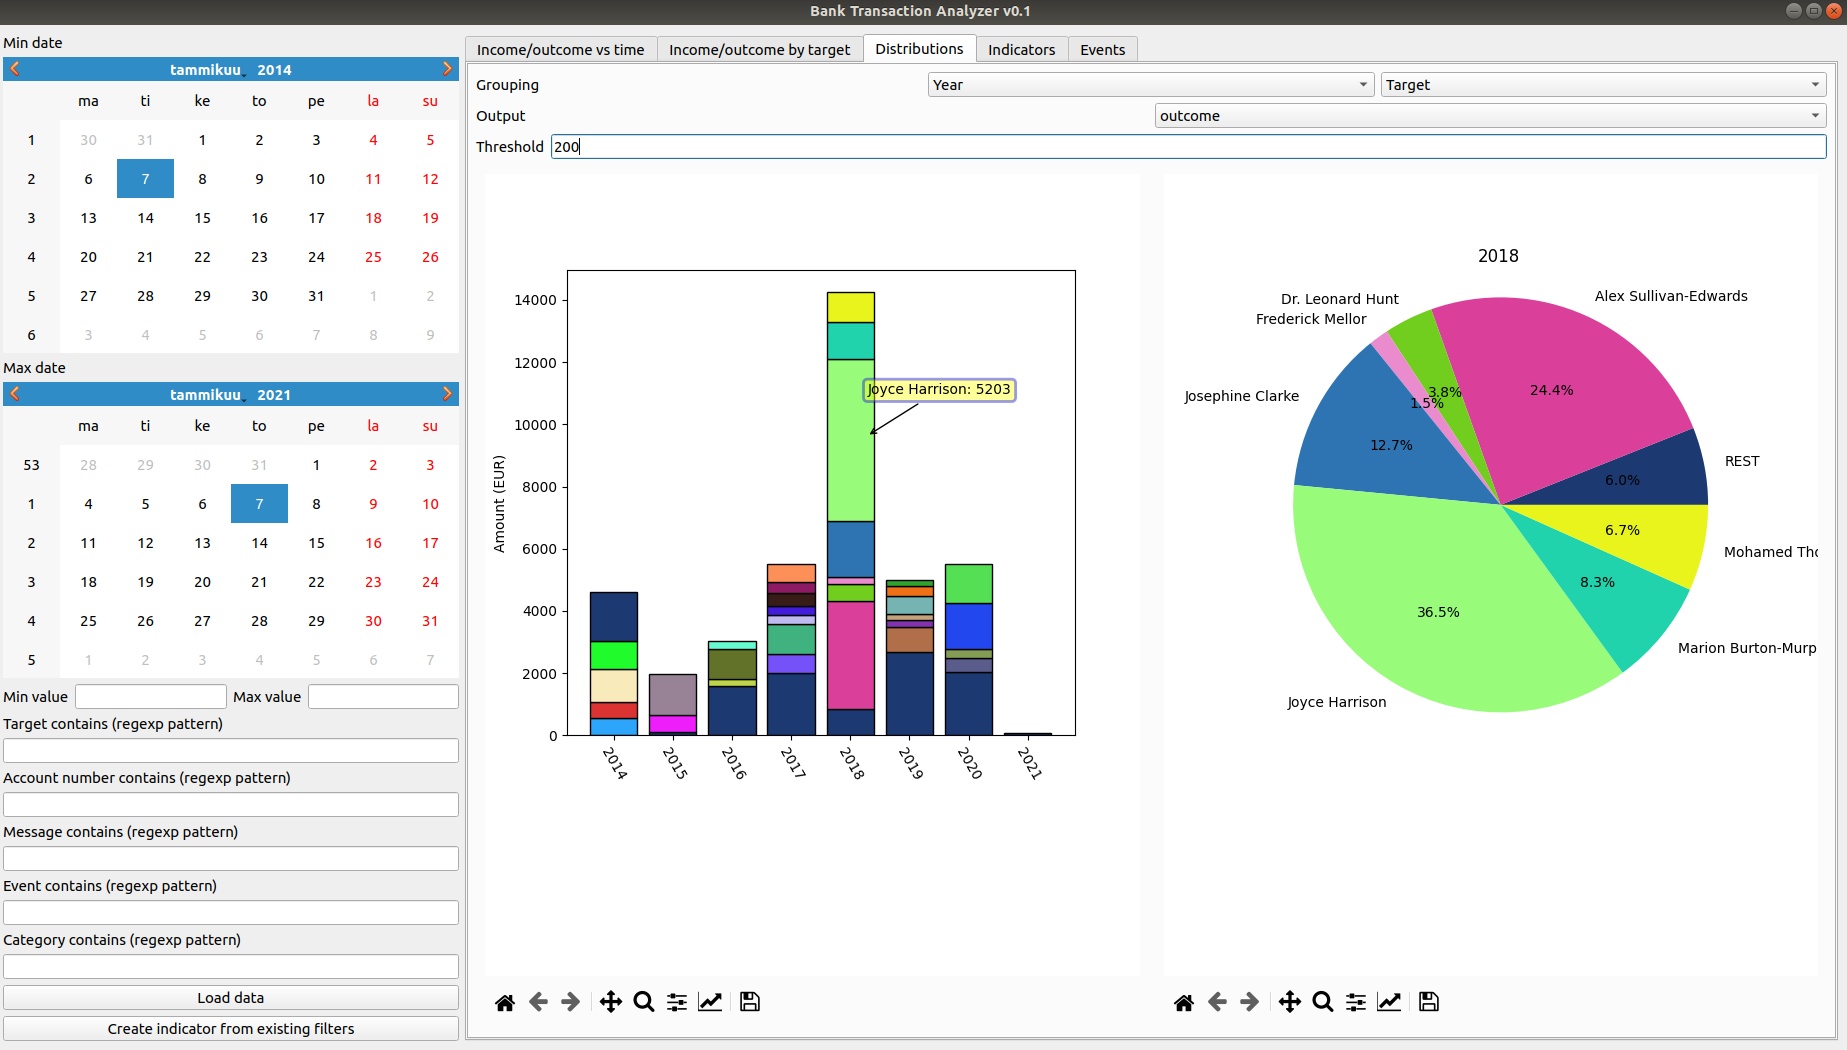 Bank Transaction Analyzer v0.1
Min date
tammikuu 2014
ma ti ke to pe la su
1 30 31 1 2 3 4 5
2 6 7 8 9 10 11 12
3 13 14 15 16 17 18 19
4 20 21 22 23 24 25 26
5 27 28 29 30 31 1 2
6 3 4 5 6 7 8 9
Max date
tammikuu 2021
ma ti ke to pe la su
53 28 29 30 31 1 2 3
1 4 5 6 7 8 9 10
2 11 12 13 14 15 16 17
3 18 19 20 21 22 23 24
4 25 26 27 28 29 30 31
5 1 2 3 4 5 6 7
Min value Max value
Target contains (regexp pattern)
Account number contains (regexp pattern)
Message contains (regexp pattern)
Event contains (regexp pattern)
Category contains (regexp pattern)
Load data
Create indicator from existing filters
Income/outcome vs time Income/outcome by target Distributions Indicators Events
Grouping Year Target
Output outcome
Threshold 200
14000
12000
10000
8000
6000
4000
2000
0
Amount (EUR)
Joyce Harrison: 5203
2014 2015 2016 2017 2018 2019 2020 2021
2018
Dr. Leonard Hunt
Alex Sullivan-Edwards
Frederick Mellor
Josephine Clarke
3.8%
24.4%
1.5%
12.7%
REST
6.0%
6.7%
Mohamed Tho
8.3%
36.5%
Marion Burton-Murp
Joyce Harrison